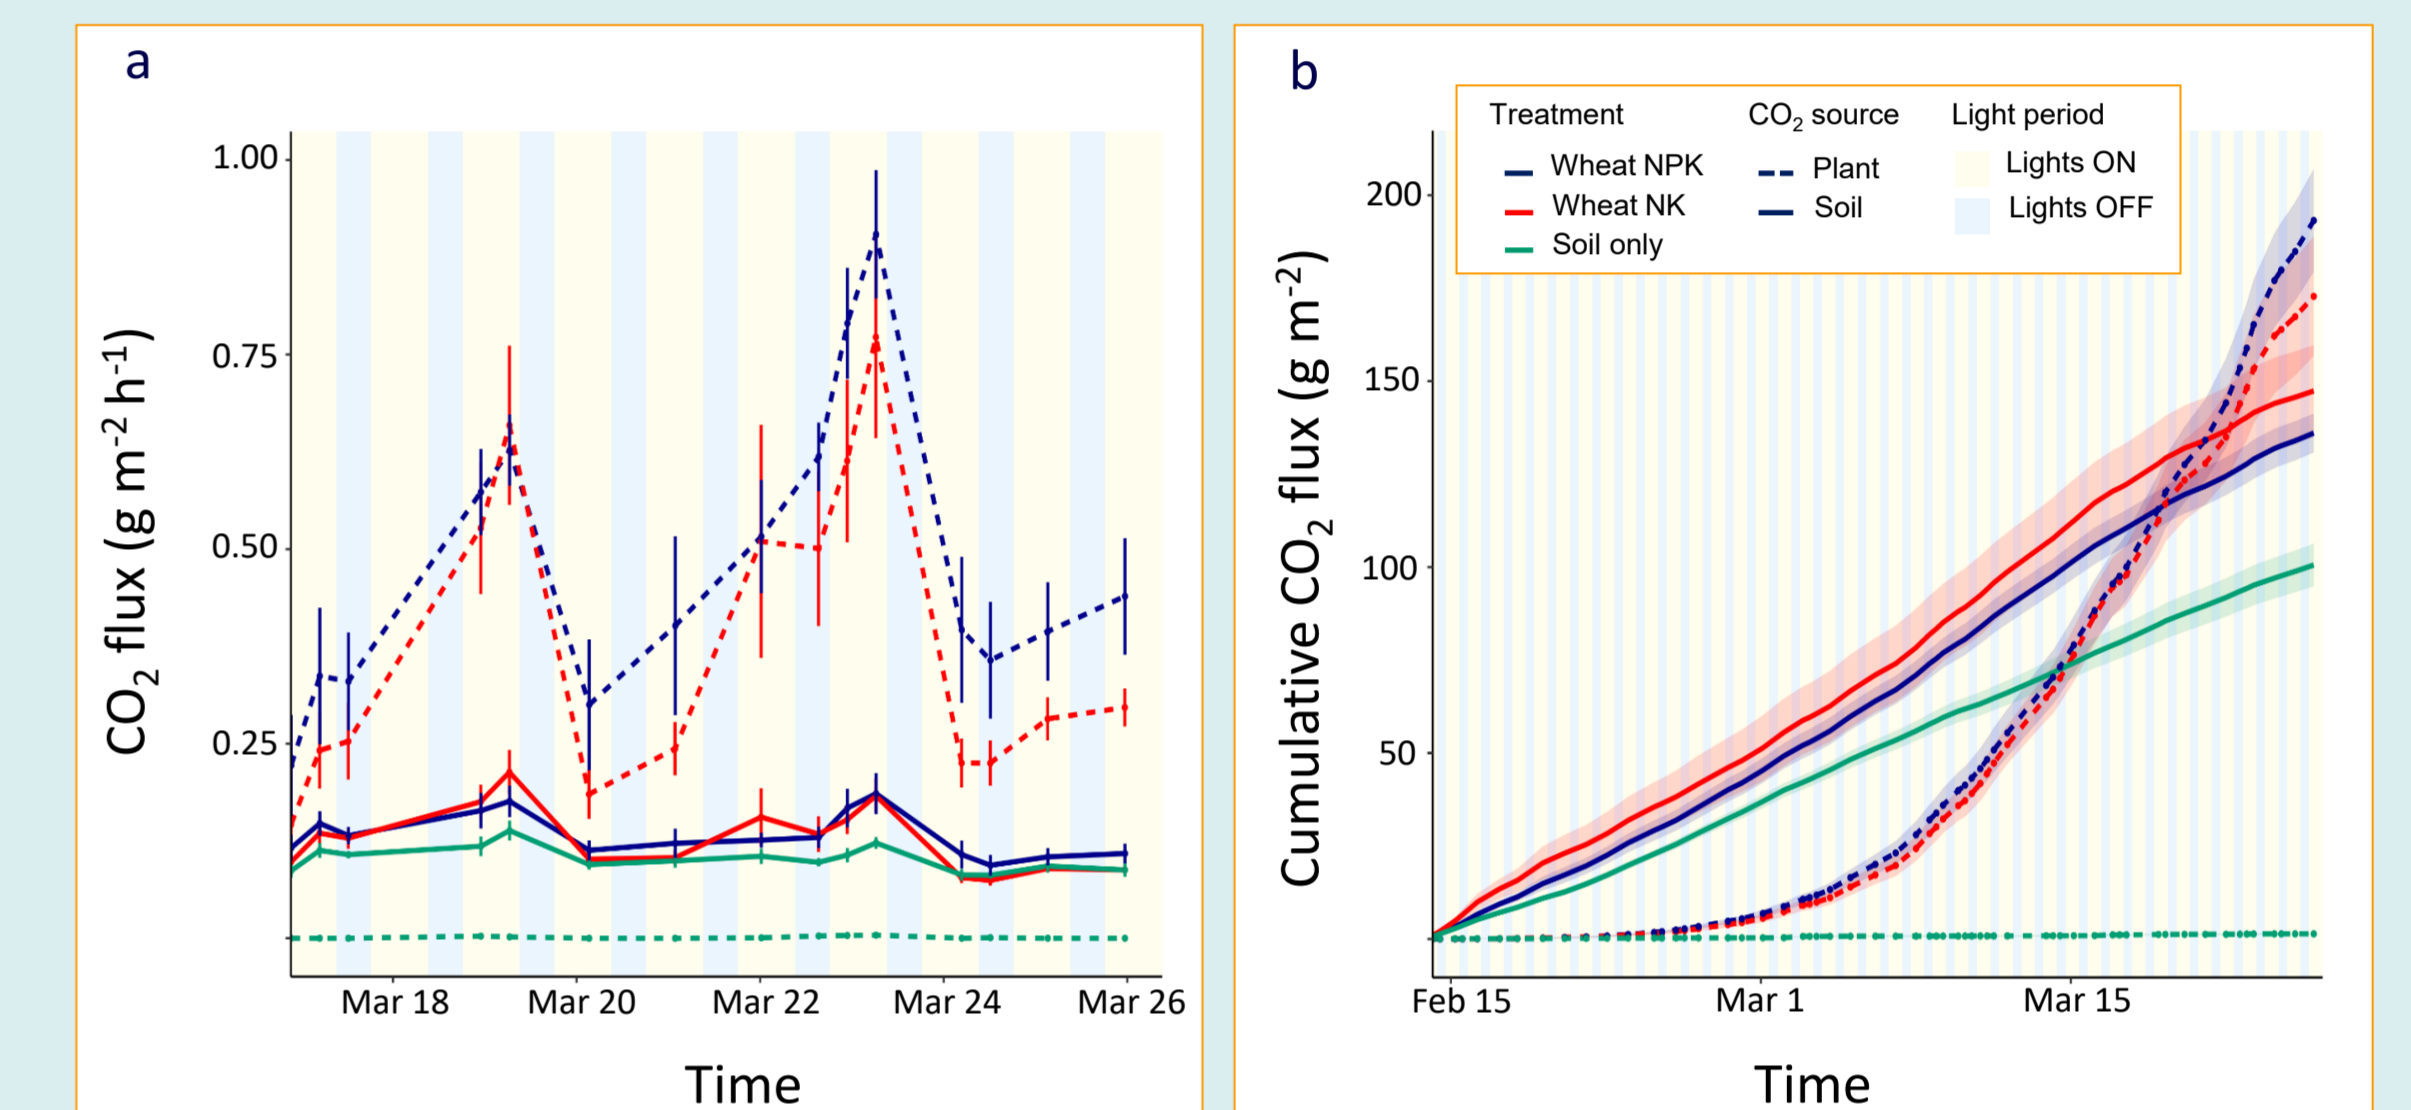 a
1.00
0.75
0.50
0.25
CO2 flux (g m-2 h-1)
Mar 18 Mar 20 Mar 22 Mar 24 Mar 26
Time
b
Treatment CO2 source Light period
Wheat NPK Plant Lights ON
Wheat NK Soil Lights OFF
Soil only
200
150
100
50
Cumulative CO2 flux (g m-2)
Feb 15 Mar 1 Mar 15
Time